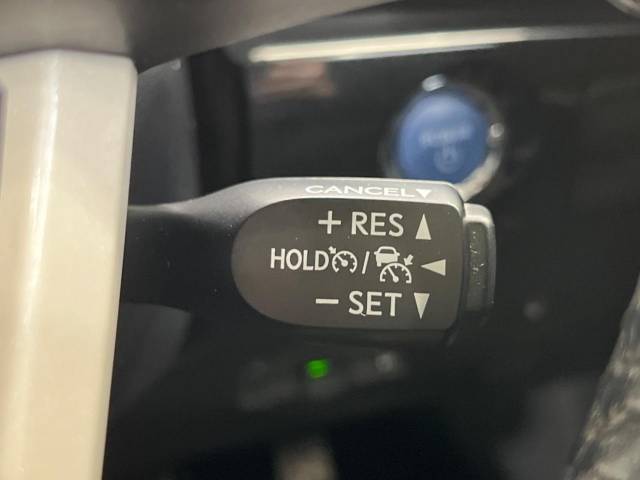 CANCEL▼
+ RES ▲
HOLD / ◀
− SET ▼